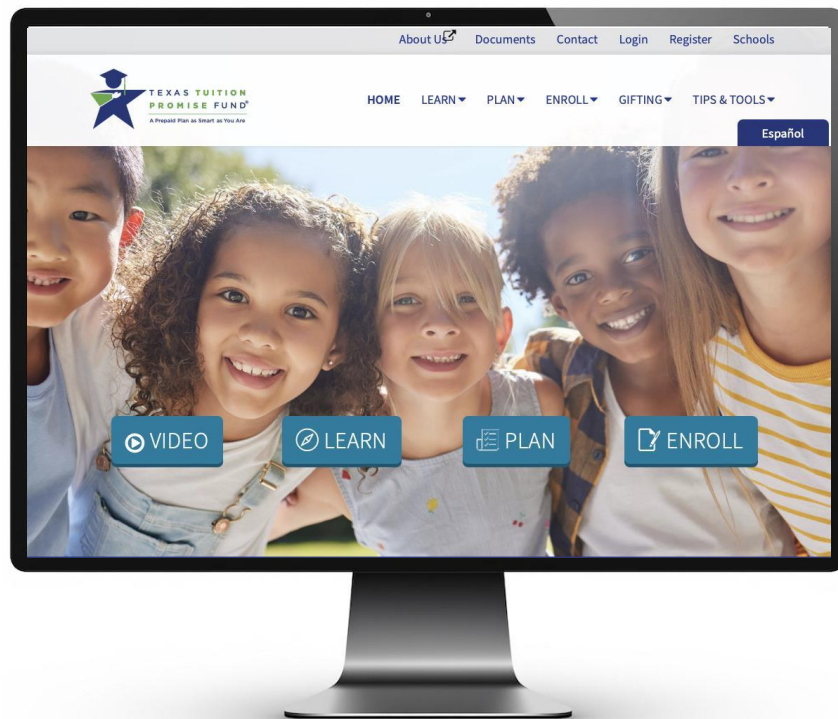 About Us Documents Contact Login Register Schools
TEXAS TUITION
PROMISE FUND®
A Prepaid Plan as Smart as You Are
HOME LEARN PLAN ENROLL GIFTING TIPS & TOOLS
Español
VIDEO LEARN PLAN ENROLL